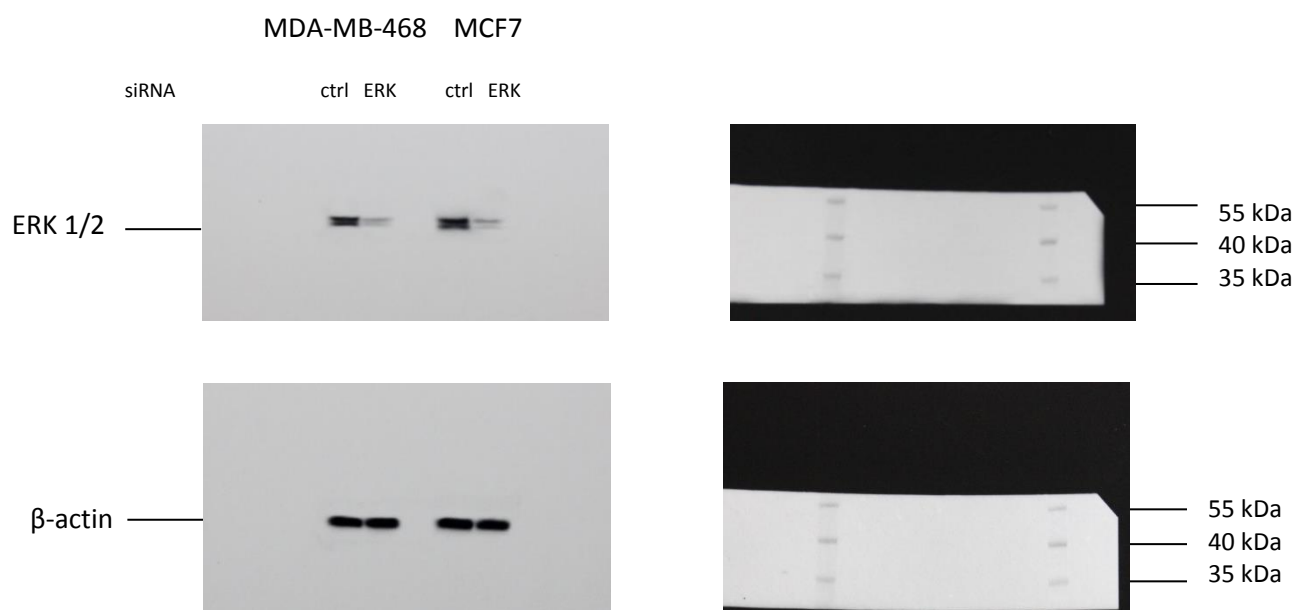 MDA-MB-468 MCF7
siRNA ctrl ERK ctrl ERK
ERK 1/2
55 kDa
40 kDa
35 kDa
β-actin
55 kDa
40 kDa
35 kDa